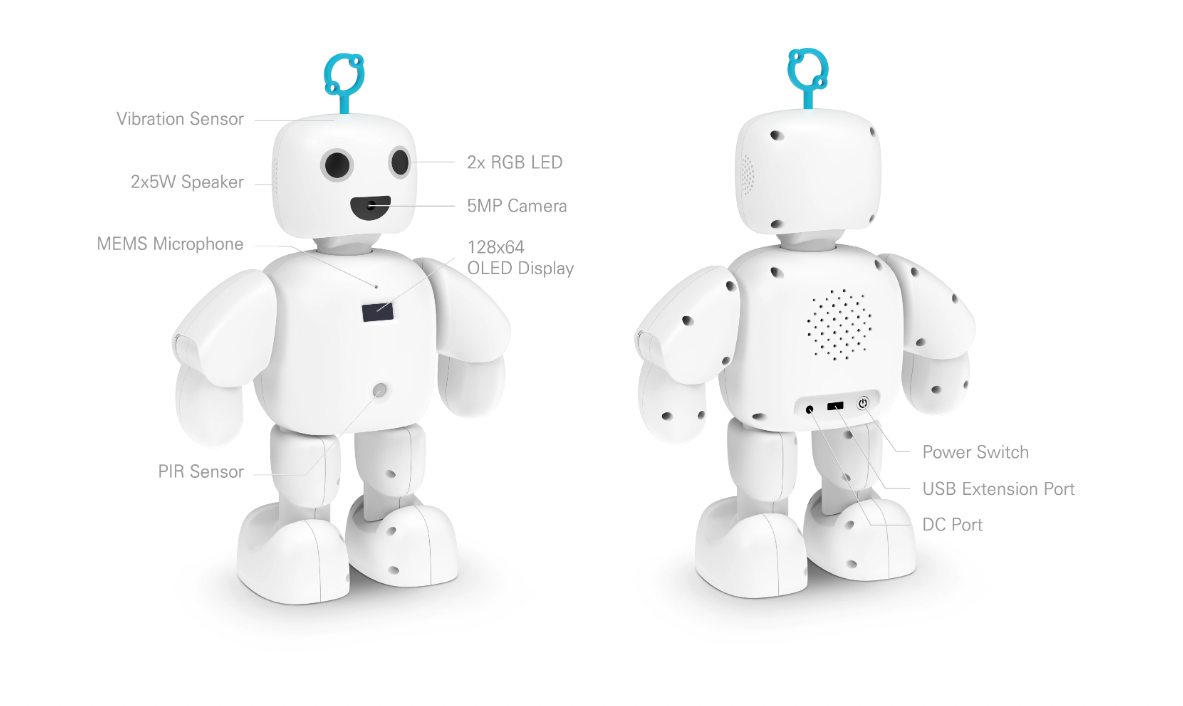 Vibration Sensor
2x5W Speaker
MEMS Microphone
PIR Sensor
2x RGB LED
5MP Camera
128x64
OLED Display
Power Switch
USB Extension Port
DC Port